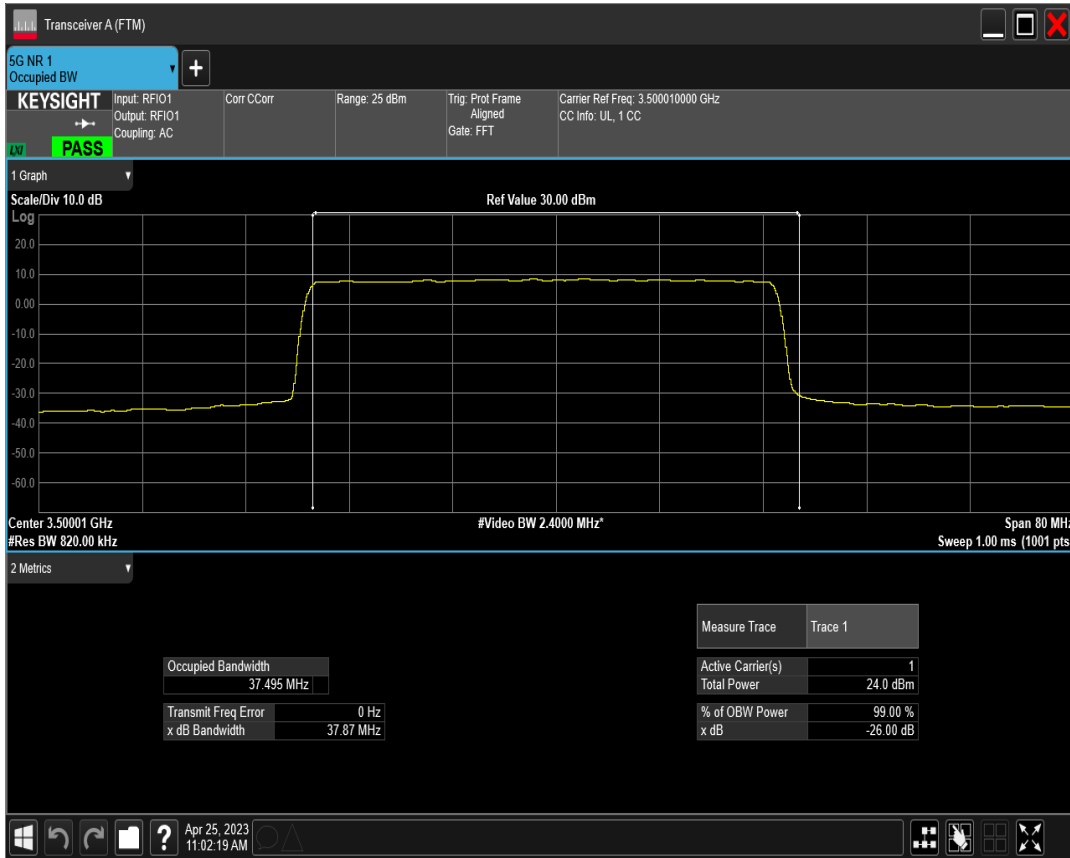 Transceiver A (FTM)
5G NR 1
Occupied BW
+
KEYSIGHT
LXI
PASS
Input: RFIO1
Output: RFIO1
Coupling: AC
Corr CCorr
Range: 25 dBm
Trig: Prot Frame
Aligned
Gate: FFT
Carrier Ref Freq: 3.500010000 GHz
CC Info: UL, 1 CC
1 Graph
Scale/Div 10.0 dB
Ref Value 30.00 dBm
Log
20.0
10.0
0.00
-10.0
-20.0
-30.0
-40.0
-50.0
-60.0
Center 3.50001 GHz
#Video BW 2.4000 MHz*
Span 80 MHz
#Res BW 820.00 kHz
Sweep 1.00 ms (1001 pts
2 Metrics
Measure Trace Trace 1
Occupied Bandwidth
37.495 MHz
Active Carrier(s) 1
Total Power 24.0 dBm
Transmit Freq Error 0 Hz
x dB Bandwidth 37.87 MHz
% of OBW Power 99.00 %
x dB -26.00 dB
?
Apr 25, 2023
11:02:19 AM